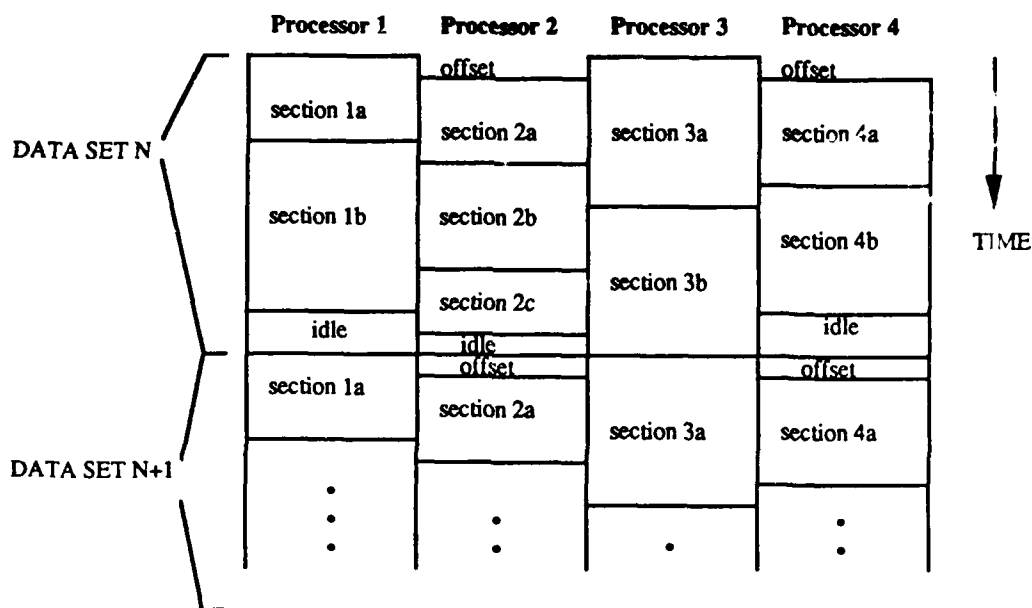 Processor 1 Processor 2 Processor 3 Processor 4
offset offset
section 1a
section 2a section 3a section 4a
DATA SET N
section 1b section 2b
section 4b
TIME
section 3b
section 2c
idle idle
idle
offset offset
section 1a
section 2a
section 3a section 4a
DATA SET N+1